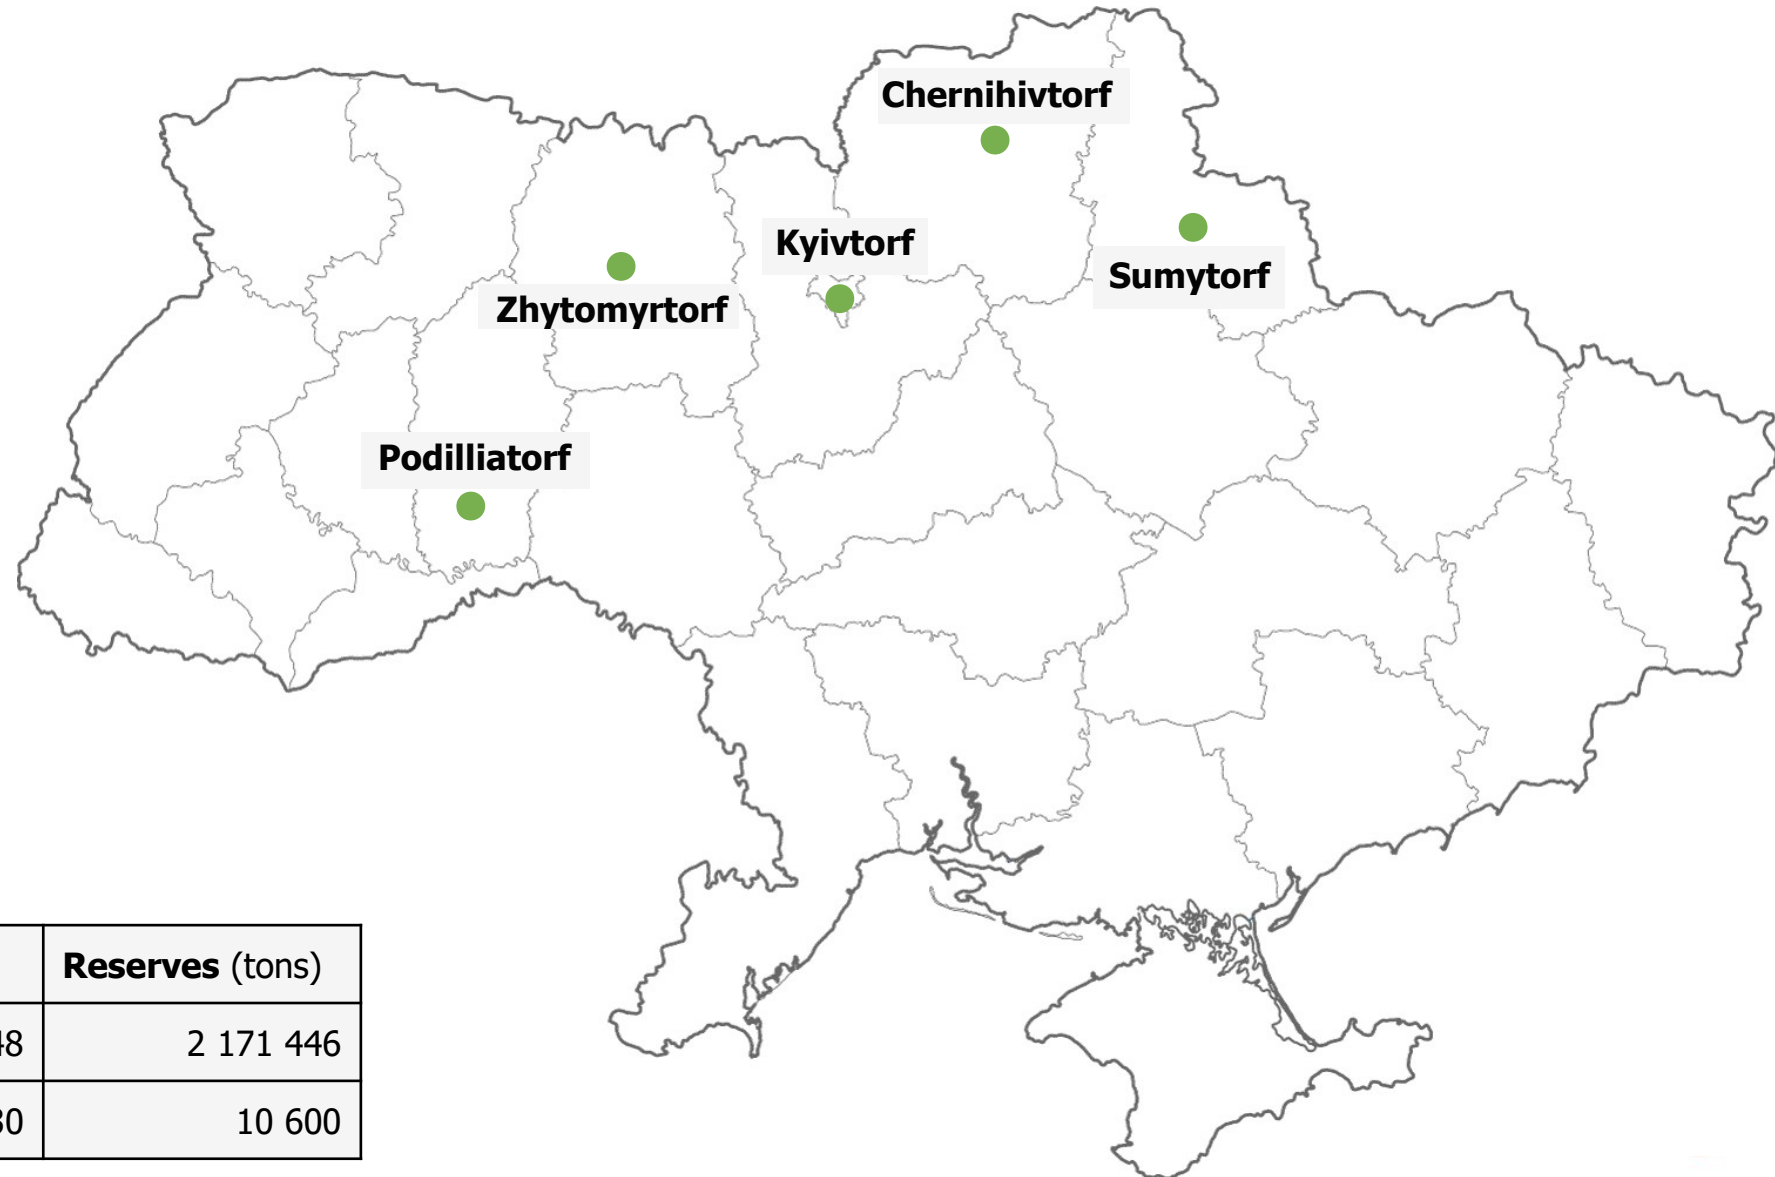 Chernihivtorf
Kyivtorf
Sumytorf
Zhytomyrtorf
Podilliatorf
Reserves (tons)
2 171 446
10 600